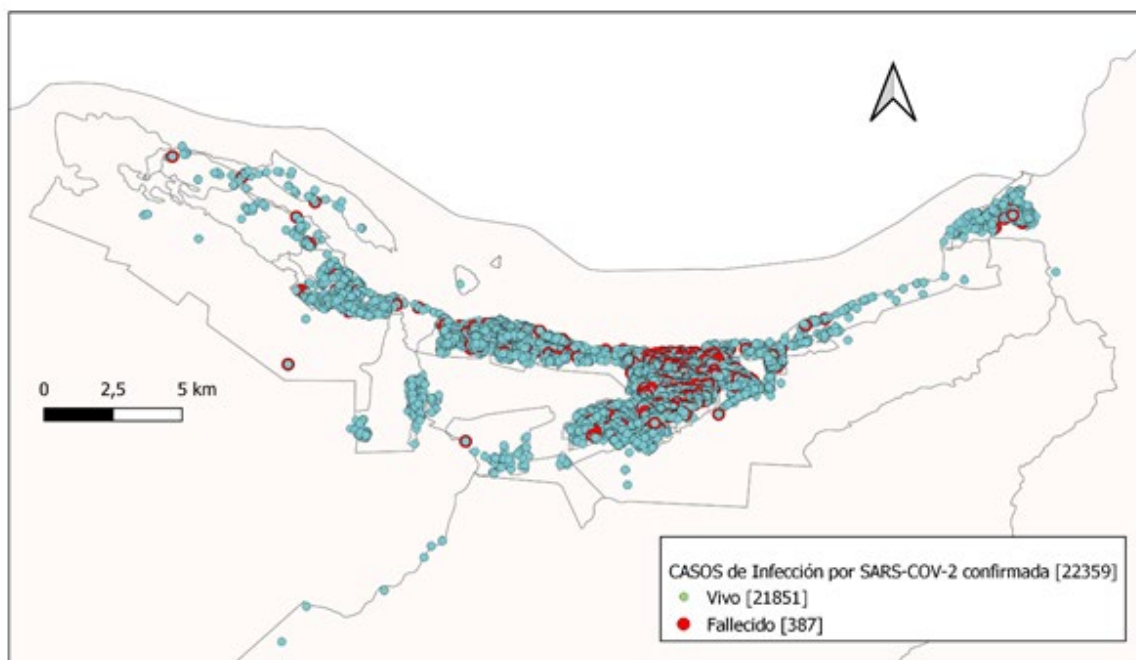 0 2,5 5 km
CASOS de Infección por SARS-COV-2 confirmada [22359]
Vivo [21851]
Fallecido [387]